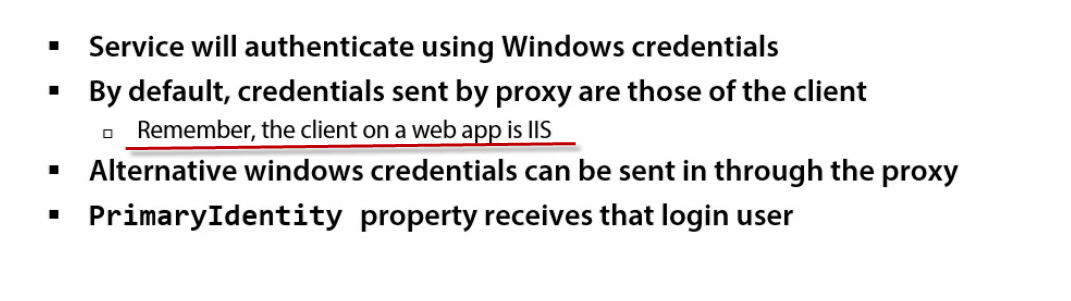 ▪ Service will authenticate using Windows credentials
▪ By default, credentials sent by proxy are those of the client
▫ Remember, the client on a web app is IIS
▪ Alternative windows credentials can be sent in through the proxy
▪ PrimaryIdentity property receives that login user